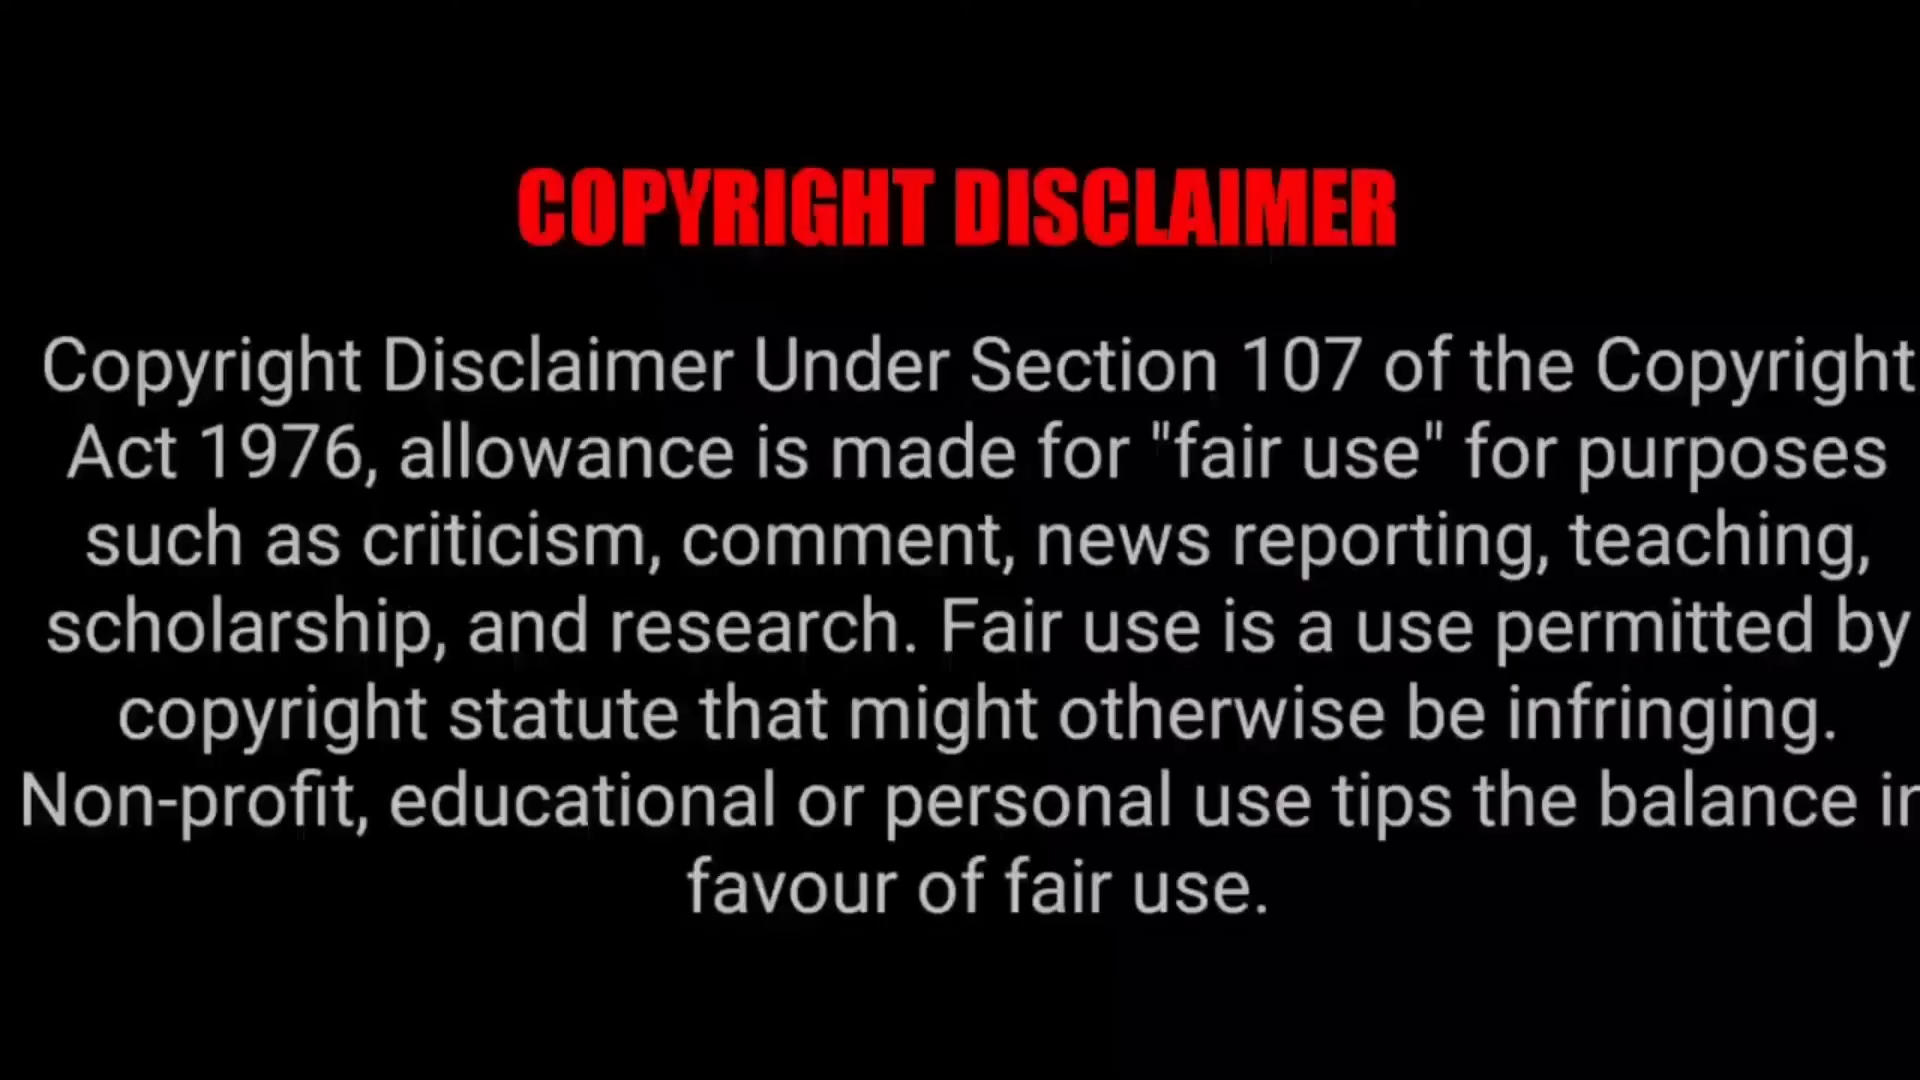 COPYRIGHT DISCLAIMER
Copyright Disclaimer Under Section 107 of the Copyright
Act 1976, allowance is made for "fair use" for purposes
such as criticism, comment, news reporting, teaching,
scholarship, and research. Fair use is a use permitted by
copyright statute that might otherwise be infringing.
Non-profit, educational or personal use tips the balance in
favour of fair use.